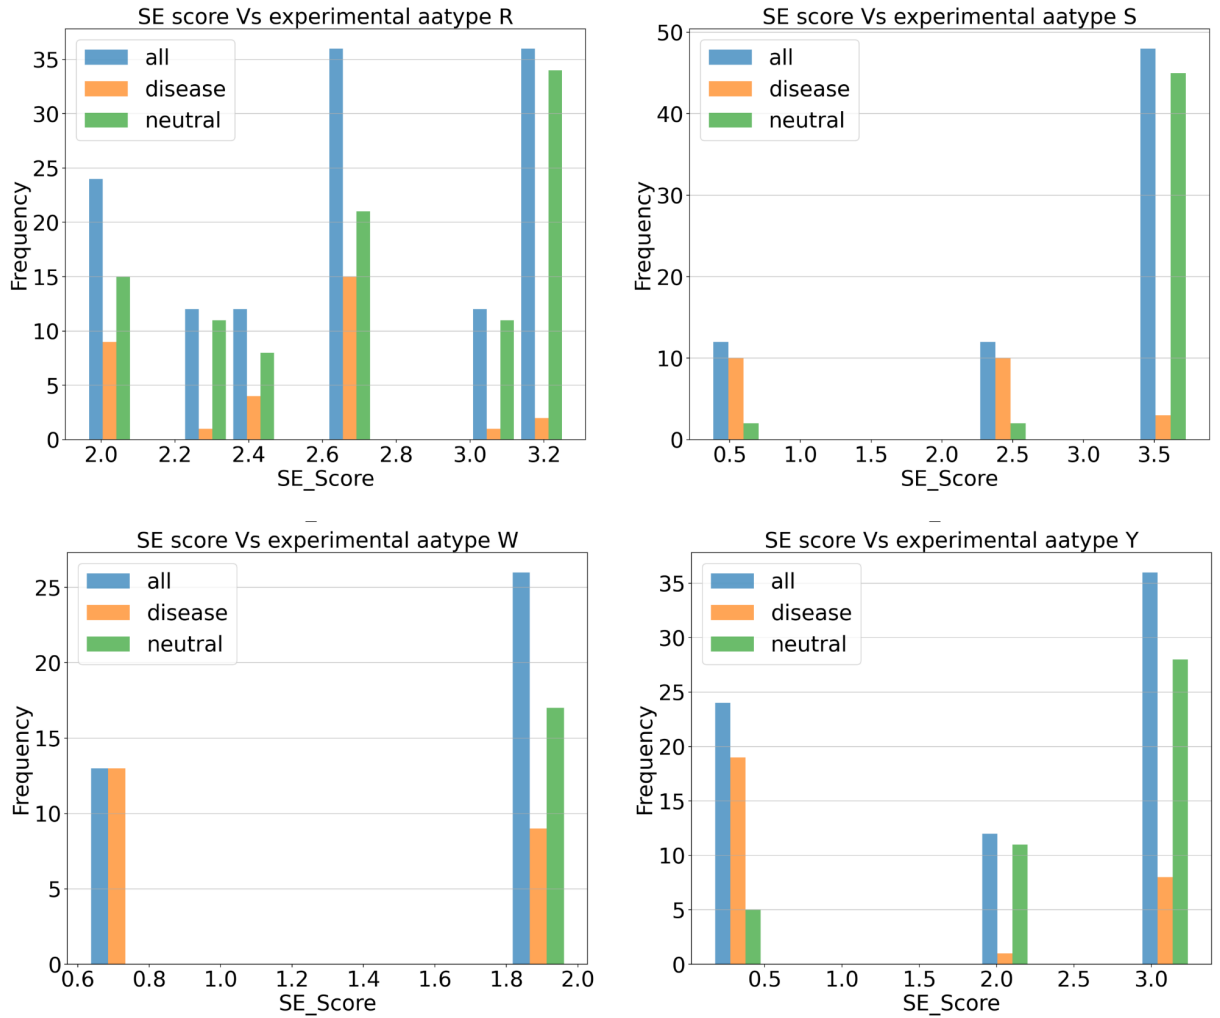 SE score Vs experimental aatype R
all
disease
neutral
Frequency
35
30
25
20
15
10
5
0
2.0 2.2 2.4 2.6 2.8 3.0 3.2
SE_Score
SE score Vs experimental aatype S
all
disease
neutral
Frequency
50
40
30
20
10
0
0.5 1.0 1.5 2.0 2.5 3.0 3.5
SE_Score
SE score Vs experimental aatype W
all
disease
neutral
Frequency
25
20
15
10
5
0
0.6 0.8 1.0 1.2 1.4 1.6 1.8 2.0
SE_Score
SE score Vs experimental aatype Y
all
disease
neutral
Frequency
35
30
25
20
15
10
5
0
0.5 1.0 1.5 2.0 2.5 3.0
SE_Score